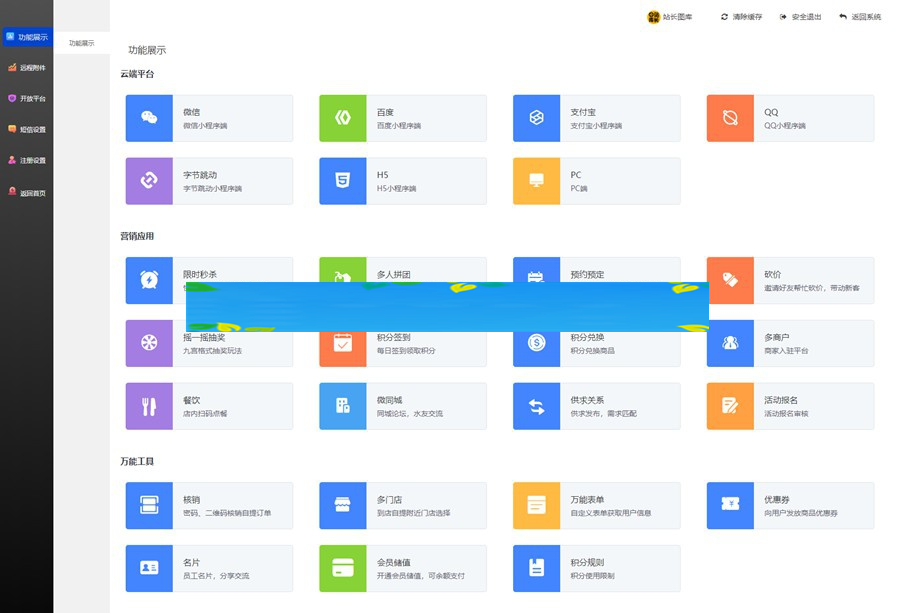 站长图库
清除缓存
安全退出
返回系统
功能展示
远程附件
开放平台
短信设置
注册设置
返回首页
功能展示
功能展示
云端平台
微信
微信小程序端
百度
百度小程序端
支付宝
支付宝小程序端
QQ
QQ小程序端
字节跳动
字节跳动小程序端
H5
H5小程序端
PC
PC端
营销应用
限时秒杀
多人拼团
预约预定
砍价
邀请好友帮忙砍价，带动新客
摇一摇抽奖
九宫格式抽奖玩法
积分签到
每日签到领取积分
积分兑换
积分兑换商品
多商户
商家入驻平台
餐饮
店内扫码点餐
微同城
同城论坛，水友交流
供求关系
供求发布，需求匹配
活动报名
活动报名审核
万能工具
核销
密码、二维码核销自提订单
多门店
到店自提附近门店选择
万能表单
自定义表单获取用户信息
优惠券
向用户发放商品优惠券
名片
员工名片，分享交流
会员储值
开通会员储值，可余额支付
积分规则
积分使用限制